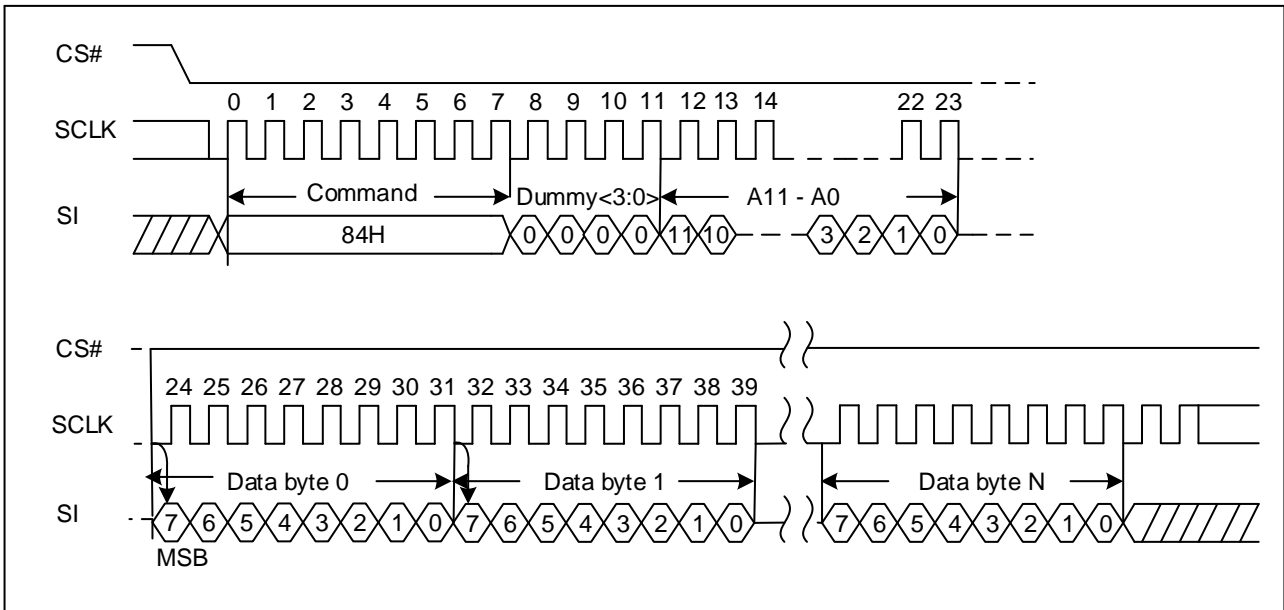 CS#
0 1 2 3 4 5 6 7 8 9 10 11 12 13 14 22 23
SCLK
Command Dummy<3:0> A11 - A0
SI
84H 0 0 0 0 11 10 3 2 1 0
CS#
24 25 26 27 28 29 30 31 32 33 34 35 36 37 38 39
SCLK
Data byte 0 Data byte 1 Data byte N
SI
7 6 5 4 3 2 1 0 7 6 5 4 3 2 1 0 7 6 5 4 3 2 1 0
MSB